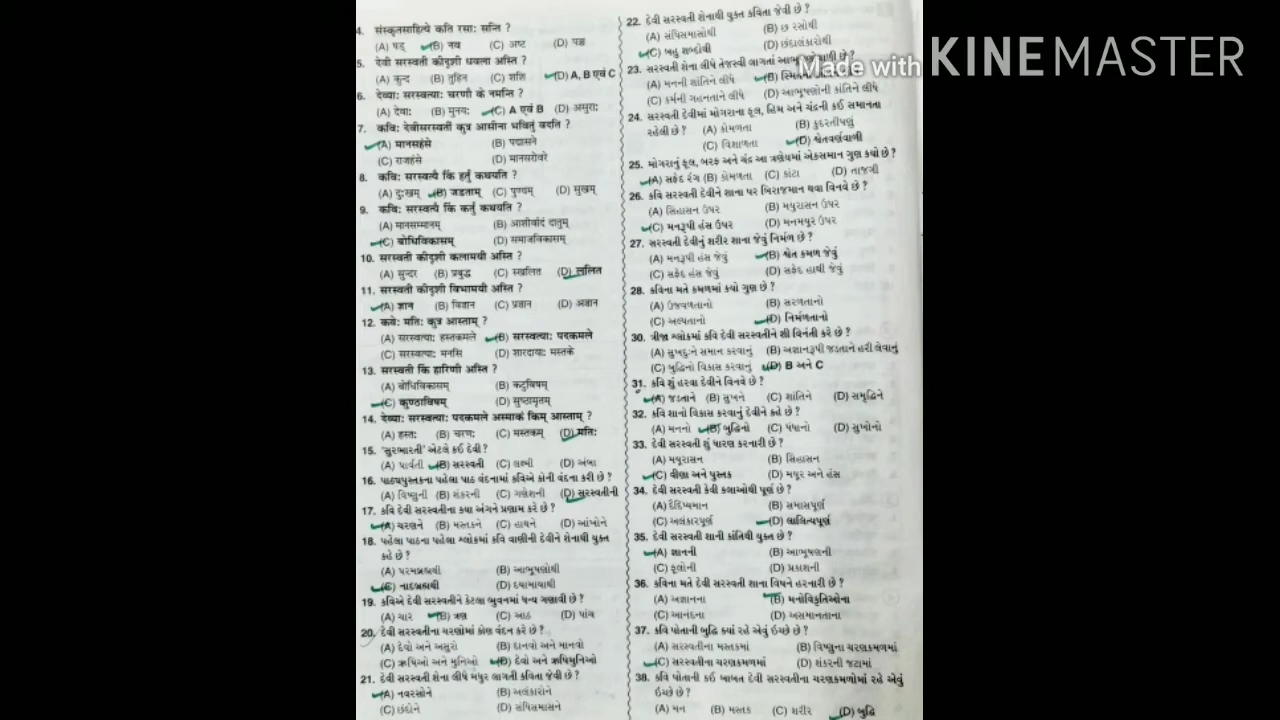 4. संस्कृतसाहित्ये कति रसाः सन्ति ?
(A) षड् (B) नव (C) अष्ट (D) पञ्च
5. देवी सरस्वती कीदृशी धवला अस्ति ?
(A) कुन्द (B) तुहिन (C) शशि (D) A, B एवं C
6. देव्याः सरस्वत्याः चरणौ के नमन्ति ?
(A) देवाः (B) मुनयः (C) A एवं B (D) असुराः
7. कविः देवीसरस्वतीं कुत्र आसीना भवितुं वदति ?
(A) मानसहंसे (B) पद्मासने
(C) राजहंसे (D) मानसरोवरे
8. कविः सरस्वत्यै किं हर्तुं कथयति ?
(A) दुःखम् (B) जडताम् (C) पुण्यम् (D) सुखम्
9. कविः सरस्वत्यै किं कर्तुं कथयति ?
(A) मानसम्मानम् (B) आशीर्वादं दातुम्
(C) बोधिविकासम् (D) समाजविकासम्
10. सरस्वती कीदृशी कलामयी अस्ति ?
(A) सुन्दर (B) प्रबुद्ध (C) स्खलित (D) ललित
11. सरस्वती कीदृशी विभामयी अस्ति ?
(A) ज्ञान (B) विज्ञान (C) प्रज्ञान (D) अज्ञान
12. कवेः मतिः कुत्र आस्ताम् ?
(A) सरस्वत्याः हस्तकमले (B) सरस्वत्याः पदकमले
(C) सरस्वत्याः मनसि (D) शारदायाः मस्तके
13. सरस्वती किं हारिणी अस्ति ?
(A) बोधिविकासम् (B) कटुविषम्
(C) कुण्ठाविषम् (D) सुष्ठामृतम्
14. देव्याः सरस्वत्याः पदकमले अस्माकं किम् आस्ताम् ?
(A) हस्तः (B) चरणः (C) मस्तकम् (D) मतिः
15. 'સુરભારતી' એટલે કઈ દેવી ?
(A) પાર્વતી (B) સરસ્વતી (C) લક્ષ્મી (D) અંબા
16. પાઠ્યપુસ્તકના પહેલા પાઠ વંદનામાં કવિએ કોની વંદના કરી છે ?
(A) વિષ્ણુની (B) શંકરની (C) ગણેશની (D) સરસ્વતીની
17. કવિ દેવી સરસ્વતીના કયા અંગને પ્રણામ કરે છે ?
(A) ચરણને (B) મસ્તકને (C) હાથને (D) આંખોને
18. પહેલા પાઠના પહેલા શ્લોકમાં કવિ વાણીની દેવીને શેનાથી યુક્ત
કહે છે ?
(A) પરમબ્રહ્મથી (B) આભૂષણોથી
(C) નાદબ્રહ્મથી (D) દયામાયાથી
19. કવિએ દેવી સરસ્વતીને કેટલા ભુવનમાં ધન્ય ગણાવી છે ?
(A) ચાર (B) ત્રણ (C) આઠ (D) પાંચ
20. દેવી સરસ્વતીના ચરણોમાં કોણ વંદન કરે છે ?
(A) દેવો અને અસુરો (B) દાનવો અને માનવો
(C) ઋષિઓ અને મુનિઓ (D) દેવો અને ઋષિમુનિઓ
21. દેવી સરસ્વતી શેના લીધે મધુર લાગતી કવિતા જેવી છે ?
(A) નવરસોને (B) અલંકારોને
(C) છંદોને (D) સંધિસમાસને
22. દેવી સરસ્વતી શેનાથી યુક્ત કવિતા જેવી છે ?
(A) સંધિસમાસોથી (B) છ રસોથી
(C) બહુ શબ્દોથી (D) છંદાલંકારોથી
23. સરસ્વતી શેના લીધે તેજસ્વી લાગતાં છે ?
(A) મનની શાંતિને લીધે (B)
(C) કર્મની ગહનતાને લીધે (D) આભૂષણોની કાંતિને લીધે
24. સરસ્વતી દેવીમાં મોગરાના ફૂલ, હિમ અને ચંદ્રની કઈ સમાનતા
રહેલી છે ? (A) કોમળતા (B) કુદરતીપણું
(C) વિશાળતા (D) શ્વેતવર્ણવાળી
25. મોગરાનું ફૂલ, બરફ અને ચંદ્ર આ ત્રણેયમાં એકસમાન ગુણ કયો છે ?
(A) સફેદ રંગ (B) કોમળતા (C) કાંટા (D) તાજગી
26. કવિ સરસ્વતી દેવીને શાના પર બિરાજમાન થવા વિનવે છે ?
(A) સિંહાસન ઉપર (B) મયૂરાસન ઉપર
(C) મનરૂપી હંસ ઉપર (D) મનમયૂર ઉપર
27. સરસ્વતી દેવીનું શરીર શાના જેવું નિર્મળ છે ?
(A) મનરૂપી હંસ જેવું (B) શ્વેત કમળ જેવું
(C) સફેદ હંસ જેવું (D) સફેદ હાથી જેવું
28. કવિના મતે કમળમાં કયો ગુણ છે ?
(A) ઉજ્વળતાનો (B) સરળતાનો
(C) અલ્પતાનો (D) નિર્મળતાનો
30. ત્રીજા શ્લોકમાં કવિ દેવી સરસ્વતીને શી વિનંતી કરે છે ?
(A) સુખદુઃખને સમાન કરવાનું (B) અજ્ઞાનરૂપી જડતાને હરી લેવાનું
(C) બુદ્ધિનો વિકાસ કરવાનું (D) B અને C
31. કવિ શું હરવા દેવીને વિનવે છે ?
(A) જડતાને (B) સુખને (C) શાંતિને (D) સમૃદ્ધિને
32. કવિ શાનો વિકાસ કરવાનું દેવીને કહે છે ?
(A) મનનો (B) બુદ્ધિનો (C) ધંધાનો (D) સુખોનો
33. દેવી સરસ્વતી શું ધારણ કરનારી છે ?
(A) મયૂરાસન (B) સિંહાસન
(C) વીણા અને પુસ્તક (D) મયૂર અને હંસ
34. દેવી સરસ્વતી કેવી કલાઓથી પૂર્ણ છે ?
(A) દૈદિપ્યમાન (B) સમાસપૂર્ણ
(C) અલંકારપૂર્ણ (D) લાલિત્યપૂર્ણ
35. દેવી સરસ્વતી શાની કાંતિથી યુક્ત છે ?
(A) જ્ઞાનની (B) આભૂષણની
(C) ફૂલોની (D) પ્રકાશની
36. કવિના મતે દેવી સરસ્વતી શાના વિષને હરનારી છે ?
(A) અજ્ઞાનના (B) મનોવિકૃતિઓના
(C) આનંદના (D) અસમાનતાના
37. કવિ પોતાની બુદ્ધિ ક્યાં રહે એવું ઇચ્છે છે ?
(A) સરસ્વતીના મસ્તકમાં (B) વિષ્ણુના ચરણકમળમાં
(C) સરસ્વતીના ચરણકમળમાં (D) શંકરની જટામાં
38. કવિ પોતાની કઈ બાબત દેવી સરસ્વતીના ચરણકમળોમાં રહે એવું
ઇચ્છે છે ?
(A) મન (B) મસ્તક (C) શરીર (D) બુદ્ધિ
Made with KINEMASTER